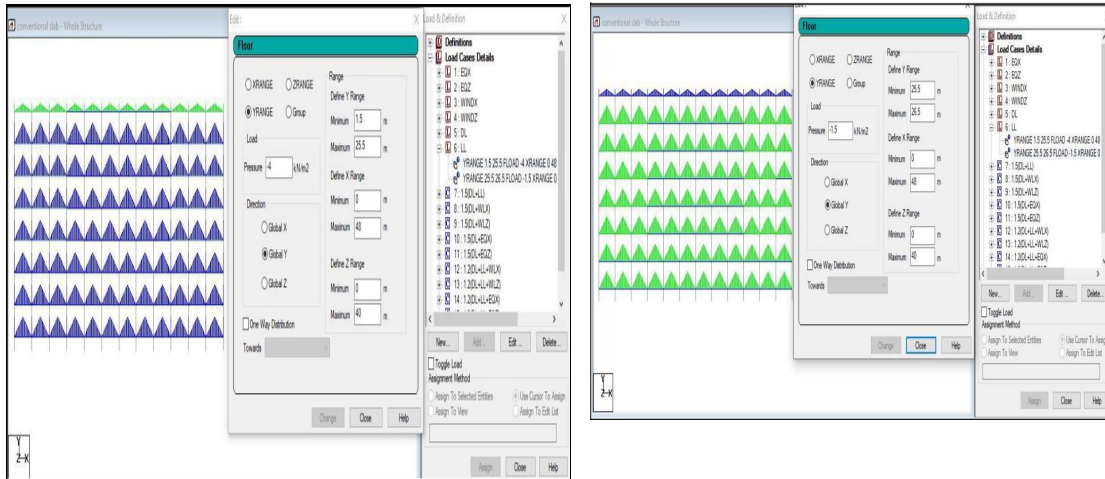 conventional slab - Whole Structure
Edit :
Floor
XRANGE
ZRANGE
YRANGE
Group
Load
Pressure
-4
kN/m2
Direction
Global X
Global Y
Global Z
One Way Distribution
Towards
Range
Define Y Range
Minimum 1.5 m
Maximum 25.5 m
Define X Range
Minimum 0 m
Maximum 48 m
Define Z Range
Minimum 0 m
Maximum 40 m
Change
Close
Help
Load & Definition
Definitions
Load Cases Details
1 : EQX
2 : EQZ
3 : WINDX
4 : WINDZ
5 : DL
6 : LL
YRANGE 1.5 25.5 FLOAD -4 XRANGE 0 48
YRANGE 25.5 26.5 FLOAD -1.5 XRANGE 0
7 : 1.5(DL+LL)
8 : 1.5(DL+WLX)
9 : 1.5(DL+WLZ)
10 : 1.5(DL+EQX)
11 : 1.5(DL+EQZ)
12 : 1.2(DL+LL+WLX)
13 : 1.2(DL+LL+WLZ)
14 : 1.2(DL+LL+EQX)
New...
Add...
Edit ...
Delete...
Toggle Load
Assignment Method
Assign To Selected Entities
Use Cursor To Assign
Assign To View
Assign To Edit List
Assign
Close
Help
Y
Z-X
conventional slab - Whole Structure
Edit :
Floor
XRANGE
ZRANGE
YRANGE
Group
Load
Pressure
-1.5
kN/m2
Direction
Global X
Global Y
Global Z
One Way Distribution
Towards
Range
Define Y Range
Minimum 25.5 m
Maximum 26.5 m
Define X Range
Minimum 0 m
Maximum 48 m
Define Z Range
Minimum 0 m
Maximum 40 m
Change
Close
Help
Load & Definition
Definitions
Load Cases Details
1 : EQX
2 : EQZ
3 : WINDX
4 : WINDZ
5 : DL
6 : LL
YRANGE 1.5 25.5 FLOAD -4 XRANGE 0 48
YRANGE 25.5 26.5 FLOAD -1.5 XRANGE 0
7 : 1.5(DL+LL)
8 : 1.5(DL+WLX)
9 : 1.5(DL+WLZ)
10 : 1.5(DL+EQX)
11 : 1.5(DL+EQZ)
12 : 1.2(DL+LL+WLX)
14 : 1.2(DL+LL+WLZ)
New...
Add...
Edit ...
Delete...
Toggle Load
Assignment Method
Assign To Selected Entities
Use Cursor To Assig
Assign To View
Assign To Edit List
Assign
Close
Help
Y
Z-X